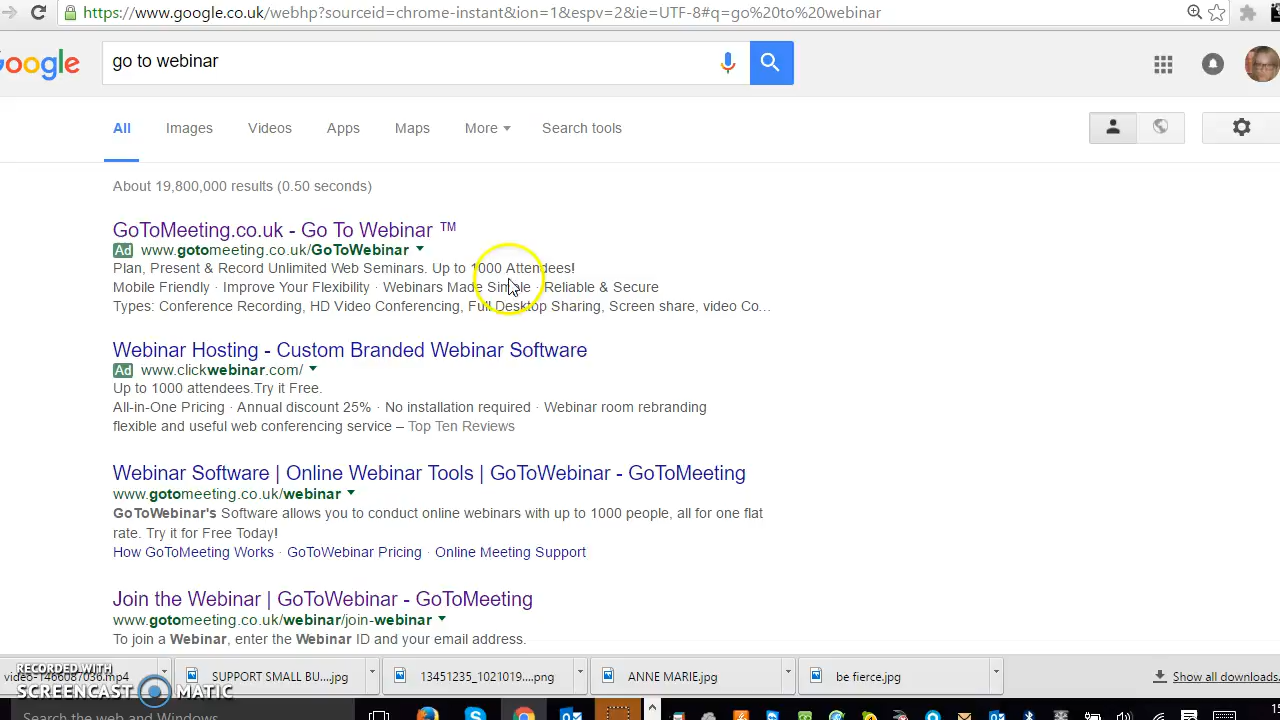 https://www.google.co.uk/webhp?sourceid=chrome-instant&ion=1&espv=2&ie=UTF-8#q=go%20to%20webinar
oogle
go to webinar
All Images Videos Apps Maps More Search tools
About 19,800,000 results (0.50 seconds)
GoToMeeting.co.uk - Go To Webinar ™
Ad www.gotomeeting.co.uk/GoToWebinar
Plan, Present & Record Unlimited Web Seminars. Up to 1000 Attendees!
Mobile Friendly · Improve Your Flexibility · Webinars Made Simple · Reliable & Secure
Types: Conference Recording, HD Video Conferencing, Full Desktop Sharing, Screen share, video Co...
Webinar Hosting - Custom Branded Webinar Software
Ad www.clickwebinar.com/
Up to 1000 attendees.Try it Free.
All-in-One Pricing · Annual discount 25% · No installation required · Webinar room rebranding
flexible and useful web conferencing service – Top Ten Reviews
Webinar Software | Online Webinar Tools | GoToWebinar - GoToMeeting
www.gotomeeting.co.uk/webinar
GoToWebinar's Software allows you to conduct online webinars with up to 1000 people, all for one flat
rate. Try it for Free Today!
How GoToMeeting Works · GoToWebinar Pricing · Online Meeting Support
Join the Webinar | GoToWebinar - GoToMeeting
www.gotomeeting.co.uk/webinar/join-webinar
To join a Webinar, enter the Webinar ID and your email address.
video-1466087036.mp4 SUPPORT SMALL BU....jpg 13451235_1021019....png ANNE MARIE.jpg be fierce.jpg Show all downloads.
RECORDED WITH
SCREENCAST MATIC
Search the web and Windows